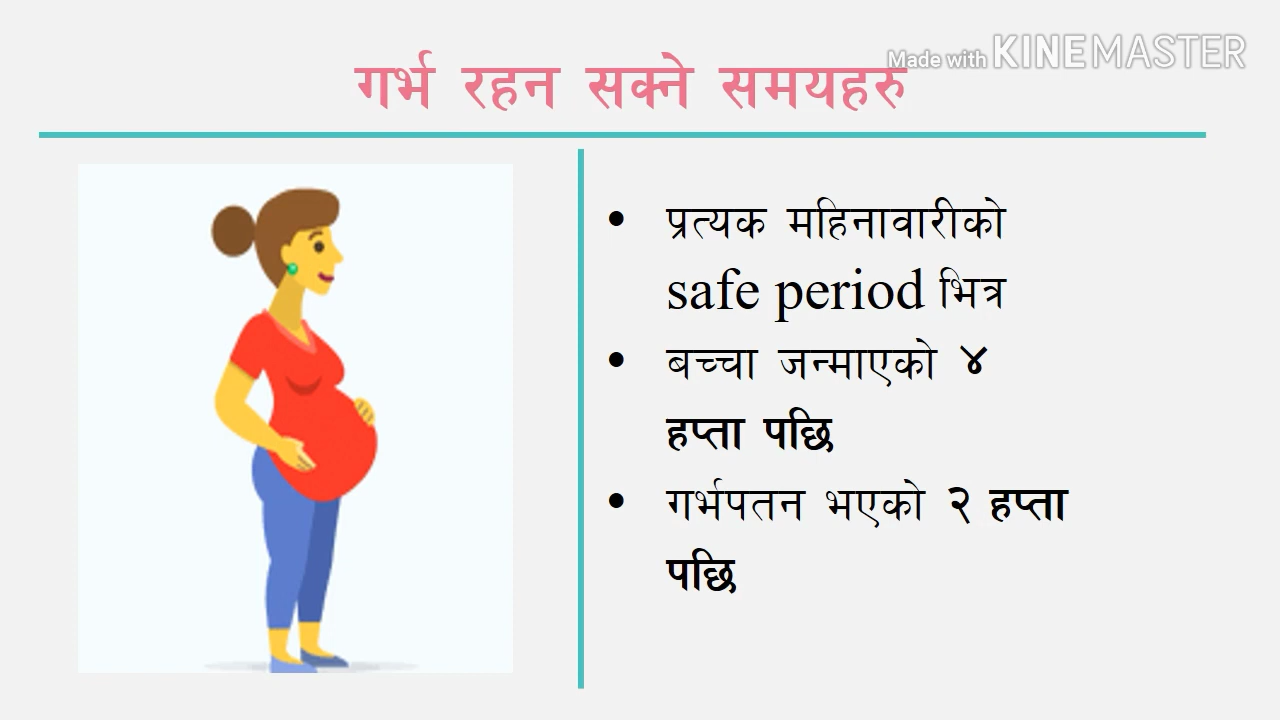 Made with KINEMASTER
गर्भ रहन सक्ने समयहरु
• प्रत्यक महिनावारीको
safe period भित्र
• बच्चा जन्माएको ४
हप्ता पछि
• गर्भपतन भएको २ हप्ता
पछि